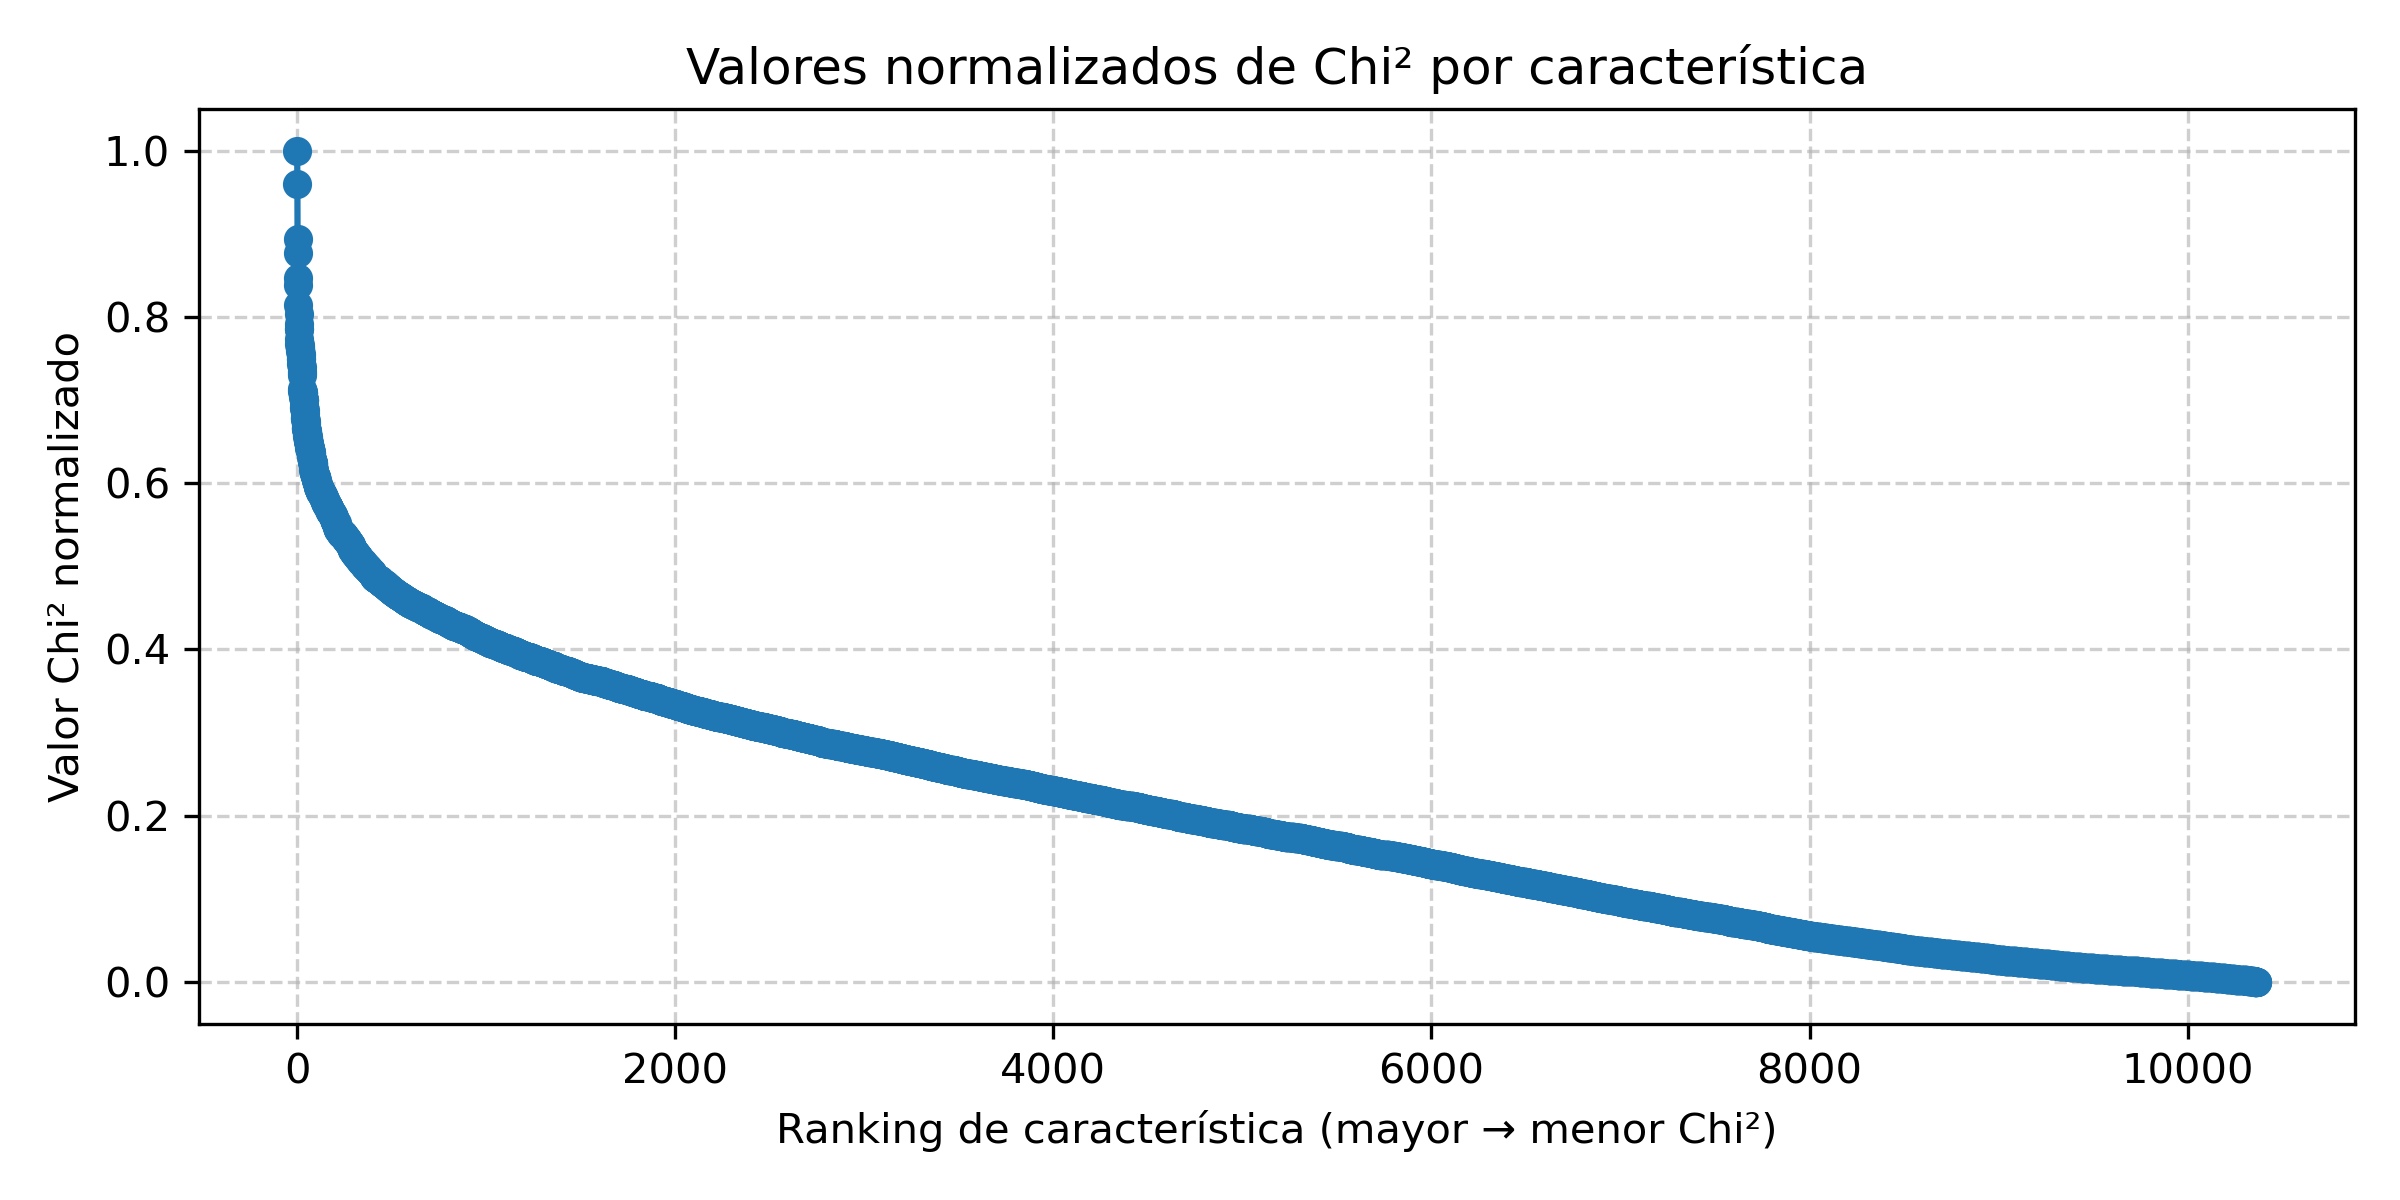 Valores normalizados de Chi² por característica
Valor Chi² normalizado
1.0
0.8
0.6
0.4
0.2
0.0
0 2000 4000 6000 8000 10000
Ranking de característica (mayor → menor Chi²)